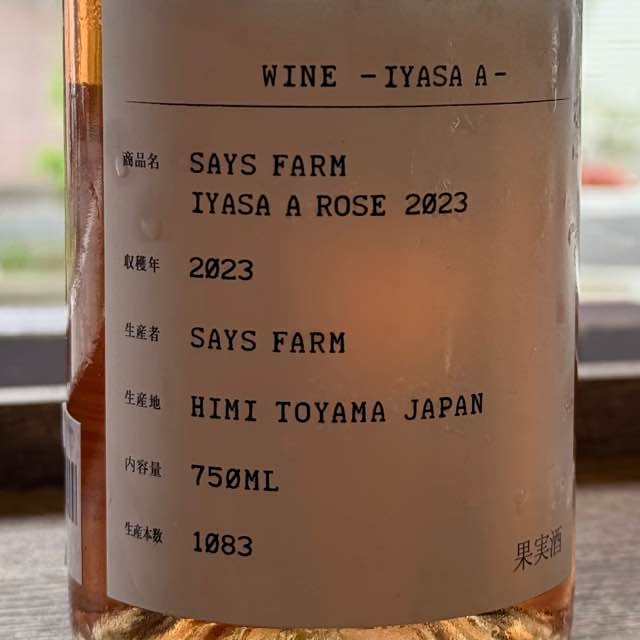 WINE -IYASA A-
商品名 SAYS FARM
IYASA A ROSE 2023
収穫年 2023
生産者 SAYS FARM
生産地 HIMI TOYAMA JAPAN
内容量 750ML
生産本数 1083
果実酒